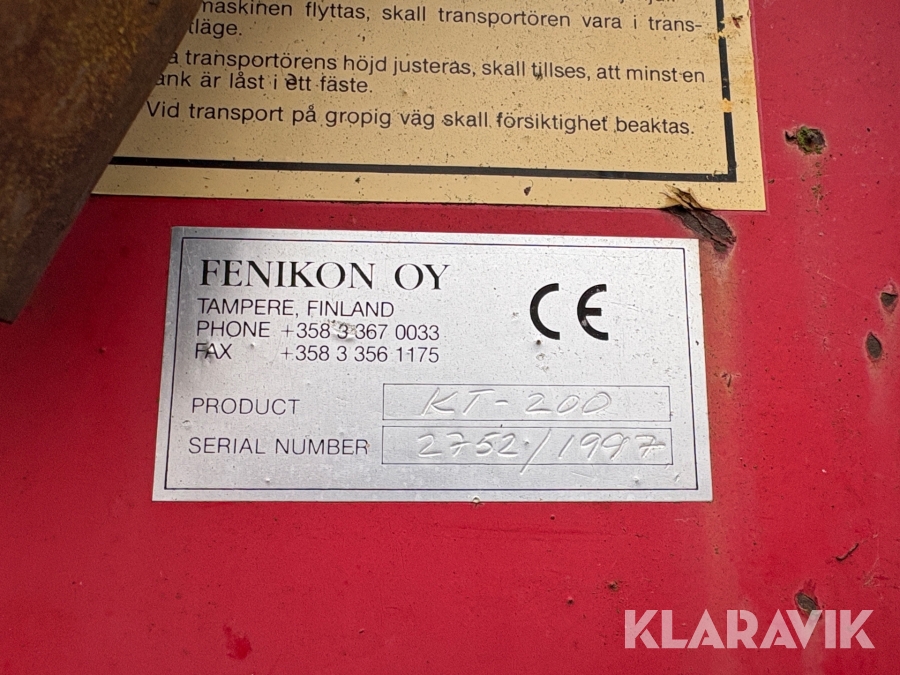 maskinen flyttas, skall transportören vara i trans-
läge.
transportörens höjd justeras, skall tillses, att minst en
är låst i ett fäste.
Vid transport på gropig väg skall försiktighet beaktas.
FENIKON OY
TAMPERE, FINLAND
PHONE +358 3 367 0033
FAX +358 3 356 1175
CE
PRODUCT KT-200
SERIAL NUMBER 2752/1997
KLARAVIK